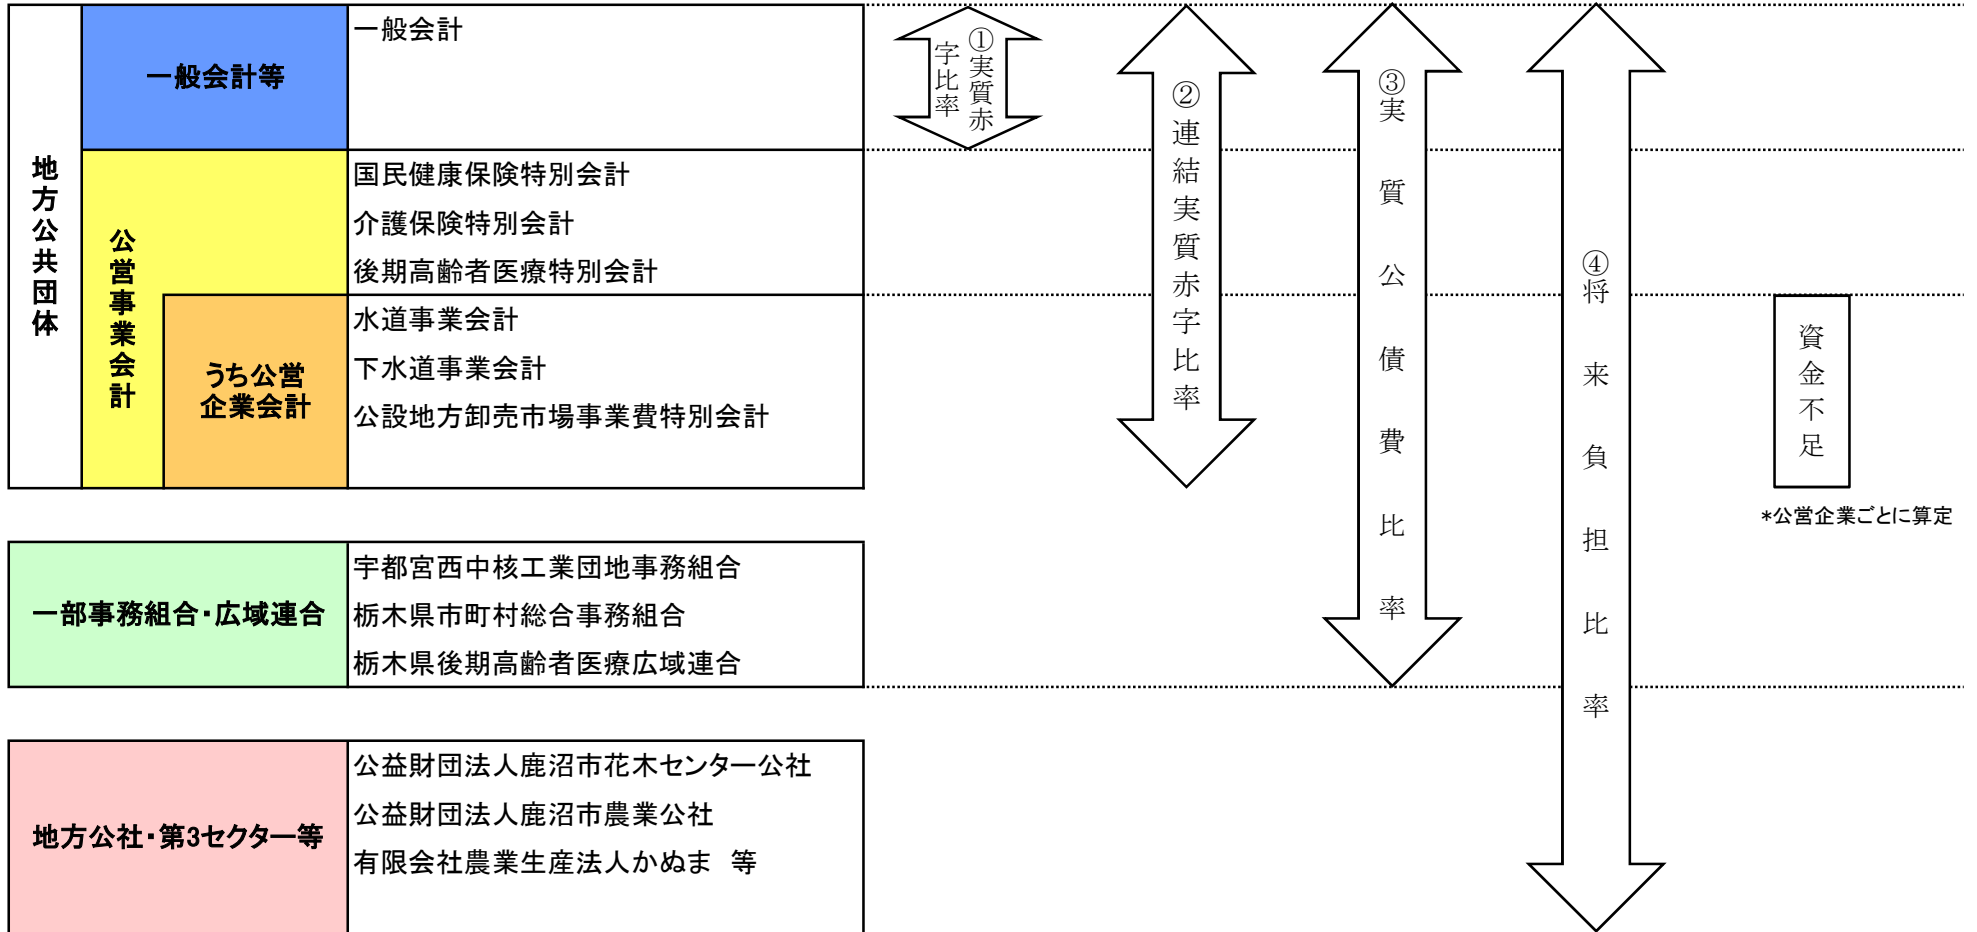 地方公共団体
一般会計等
一般会計
公営事業会計
国民健康保険特別会計
介護保険特別会計
後期高齢者医療特別会計
うち公営
企業会計
水道事業会計
下水道事業会計
公設地方卸売市場事業費特別会計
一部事務組合・広域連合
宇都宮西中核工業団地事務組合
栃木県市町村総合事務組合
栃木県後期高齢者医療広域連合
地方公社・第3セクター等
公益財団法人鹿沼市花木センター公社
公益財団法人鹿沼市農業公社
有限会社農業生産法人かぬま 等
①実質赤
字比率
②連結実質赤字比率
③実質公債費比率
④将来負担比率
資金不足
*公営企業ごとに算定